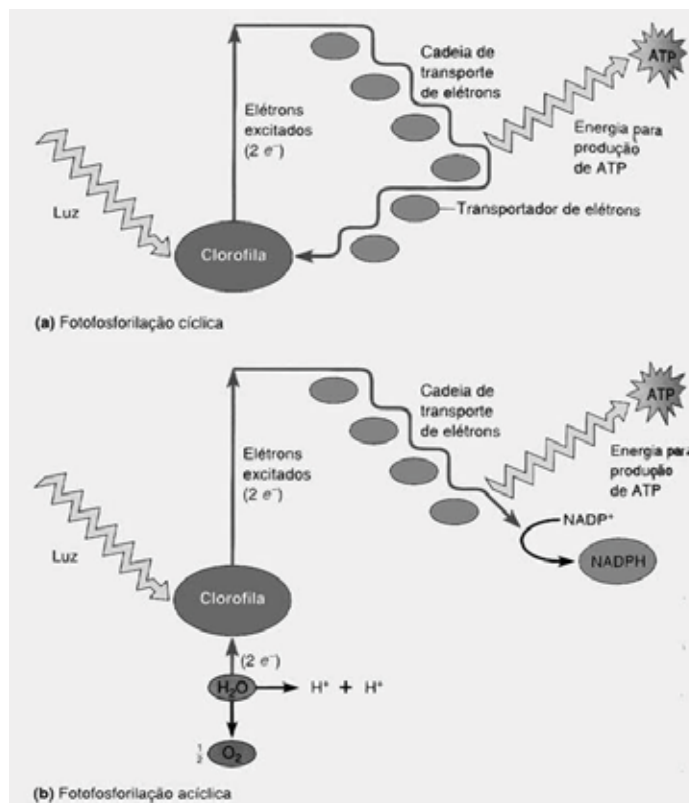 Cadeia de
transporte
de elétrons
ATP
Elétrons
excitados
(2 e⁻)
Energia para
produção
de ATP
Luz
Transportador de elétrons
Clorofila
(a) Fotofosforilação cíclica
Cadeia de
transporte
de elétrons
ATP
Elétrons
excitados
(2 e⁻)
Energia para
produção
de ATP
NADP⁺
Luz
NADPH
Clorofila
(2 e⁻)
H₂O
H⁺ + H⁺
½ O₂
(b) Fotofosforilação acíclica